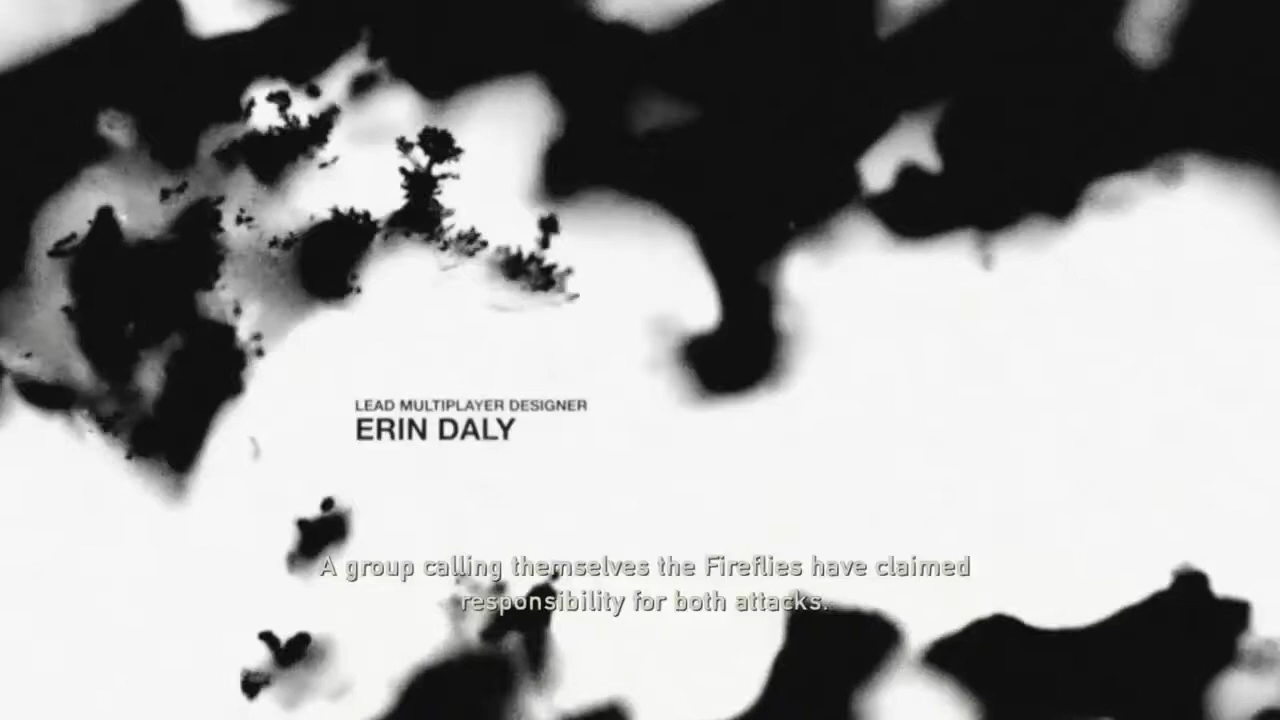 LEAD MULTIPLAYER DESIGNER
ERIN DALY
A group calling themselves the Fireflies have claimed
responsibility for both attacks.